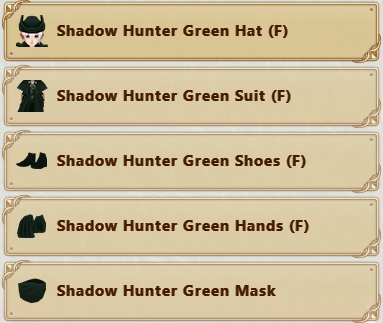 Shadow Hunter Green Hat (F)
Shadow Hunter Green Suit (F)
Shadow Hunter Green Shoes (F)
Shadow Hunter Green Hands (F)
Shadow Hunter Green Mask